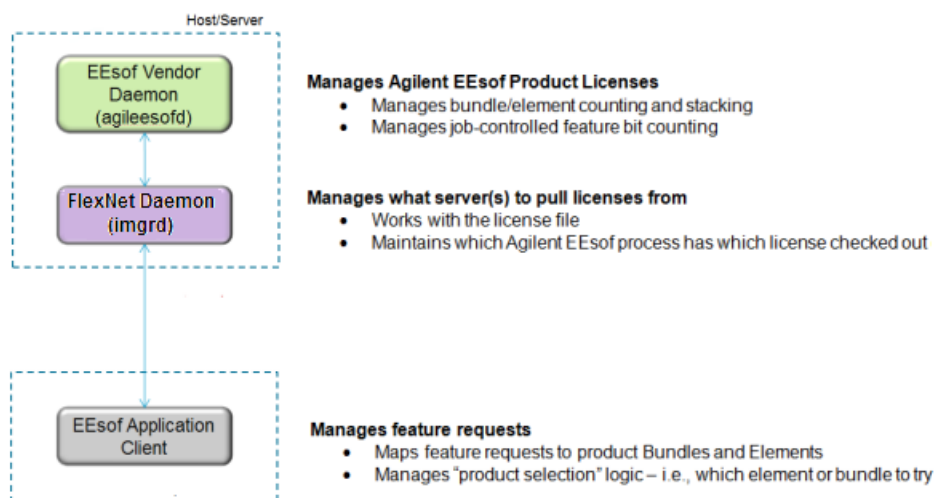 Host/Server
EEsof Vendor
Daemon
(agileesofd)
Manages Agilent EEsof Product Licenses
• Manages bundle/element counting and stacking
• Manages job-controlled feature bit counting
FlexNet Daemon
(imgrd)
Manages what server(s) to pull licenses from
• Works with the license file
• Maintains which Agilent EEsof process has which license checked out
EEsof Application
Client
Manages feature requests
• Maps feature requests to product Bundles and Elements
• Manages “product selection” logic – i.e., which element or bundle to try